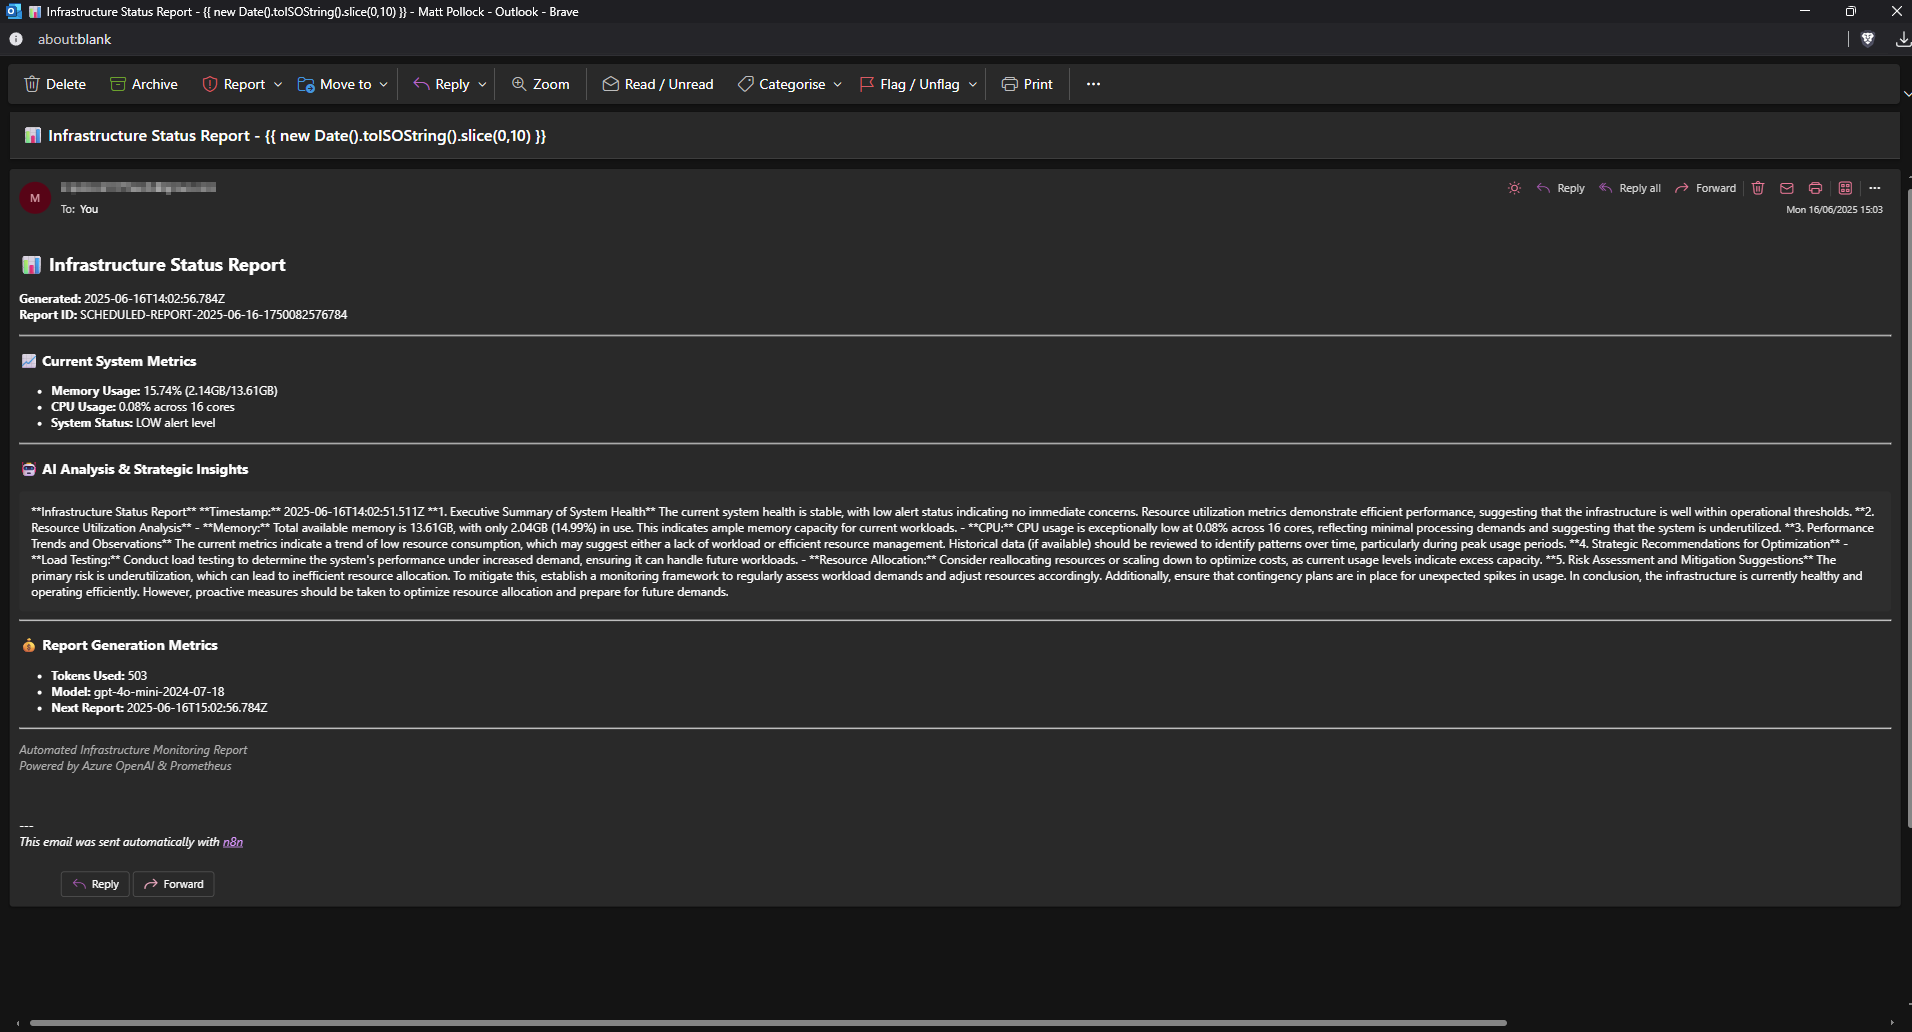 Infrastructure Status Report - {{ new Date().toISOString().slice(0,10) }} - Matt Pollock - Outlook - Brave
about:blank
Delete Archive Report Move to Reply Zoom Read / Unread Categorise Flag / Unflag Print ...
Infrastructure Status Report - {{ new Date().toISOString().slice(0,10) }}
M
Reply Reply all Forward ...
To: You
Mon 16/06/2025 15:03
Infrastructure Status Report
Generated: 2025-06-16T14:02:56.784Z
Report ID: SCHEDULED-REPORT-2025-06-16-1750082576784
Current System Metrics
• Memory Usage: 15.74% (2.14GB/13.61GB)
• CPU Usage: 0.08% across 16 cores
• System Status: LOW alert level
AI Analysis & Strategic Insights
**Infrastructure Status Report** **Timestamp:** 2025-06-16T14:02:51.511Z **1. Executive Summary of System Health** The current system health is stable, with low alert status indicating no immediate concerns. Resource utilization metrics demonstrate efficient performance, suggesting that the infrastructure is well within operational thresholds. **2.
Resource Utilization Analysis** - **Memory:** Total available memory is 13.61GB, with only 2.04GB (14.99%) in use. This indicates ample memory capacity for current workloads. - **CPU:** CPU usage is exceptionally low at 0.08% across 16 cores, reflecting minimal processing demands and suggesting that the system is underutilized. **3. Performance
Trends and Observations** The current metrics indicate a trend of low resource consumption, which may suggest either a lack of workload or efficient resource management. Historical data (if available) should be reviewed to identify patterns over time, particularly during peak usage periods. **4. Strategic Recommendations for Optimization** -
**Load Testing:** Conduct load testing to determine the system's performance under increased demand, ensuring it can handle future workloads. - **Resource Allocation:** Consider reallocating resources or scaling down to optimize costs, as current usage levels indicate excess capacity. **5. Risk Assessment and Mitigation Suggestions** The
primary risk is underutilization, which can lead to inefficient resource allocation. To mitigate this, establish a monitoring framework to regularly assess workload demands and adjust resources accordingly. Additionally, ensure that contingency plans are in place for unexpected spikes in usage. In conclusion, the infrastructure is currently healthy and
operating efficiently. However, proactive measures should be taken to optimize resource allocation and prepare for future demands.
Report Generation Metrics
• Tokens Used: 503
• Model: gpt-4o-mini-2024-07-18
• Next Report: 2025-06-16T15:02:56.784Z
Automated Infrastructure Monitoring Report
Powered by Azure OpenAI & Prometheus
---
This email was sent automatically with n8n
Reply Forward